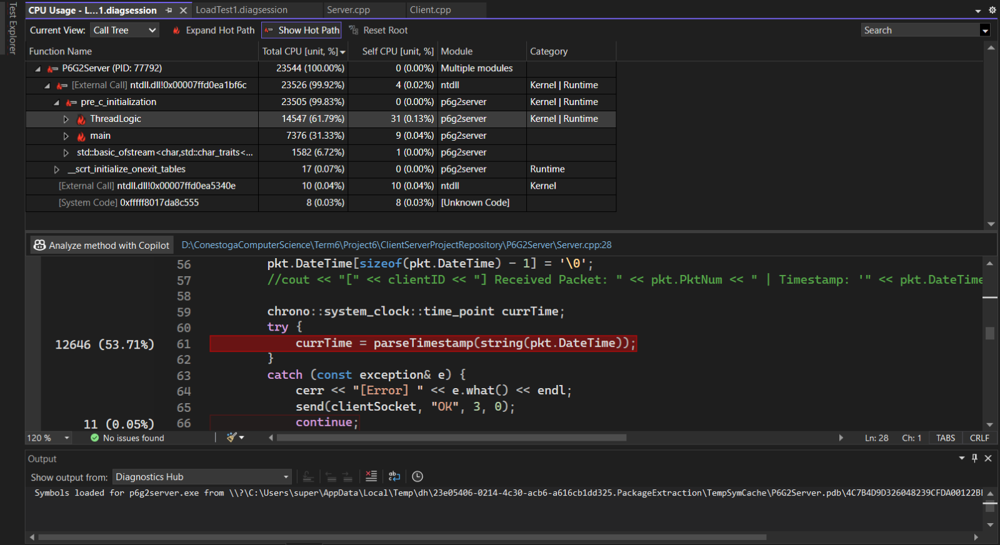 Test Explorer
CPU Usage - L...1.diagsession LoadTest1.diagsession Server.cpp Client.cpp
Current View: Call Tree Expand Hot Path Show Hot Path Reset Root Search
Function Name Total CPU [unit, %] Self CPU [unit, %] Module Category
P6G2Server (PID: 77792) 23544 (100.00%) 0 (0.00%) Multiple modules
[External Call] ntdll.dll!0x00007ffd0ea1bf6c 23526 (99.92%) 4 (0.02%) ntdll Kernel | Runtime
pre_c_initialization 23505 (99.83%) 0 (0.00%) p6g2server Kernel | Runtime
ThreadLogic 14547 (61.79%) 31 (0.13%) p6g2server Kernel | Runtime
main 7376 (31.33%) 9 (0.04%) p6g2server
std::basic_ofstream<char,std::char_traits<... 1582 (6.72%) 1 (0.00%) p6g2server
__scrt_initialize_onexit_tables 17 (0.07%) 0 (0.00%) p6g2server Runtime
[External Call] ntdll.dll!0x00007ffd0ea5340e 10 (0.04%) 10 (0.04%) ntdll Kernel
[System Code] 0xfffff8017da8c555 8 (0.03%) 8 (0.03%) [Unknown Code]
Analyze method with Copilot D:\ConestogaComputerScience\Term6\Project6\ClientServerProjectRepository\P6G2Server\Server.cpp:28
56 pkt.DateTime[sizeof(pkt.DateTime) - 1] = '\0';
57 //cout << "[" << clientID << "] Received Packet: " << pkt.PktNum << " | Timestamp: '" << pkt.DateTime
58
59 chrono::system_clock::time_point currTime;
60 try {
12646 (53.71%) 61 currTime = parseTimestamp(string(pkt.DateTime));
62 }
63 catch (const exception& e) {
64 cerr << "[Error] " << e.what() << endl;
65 send(clientSocket, "OK", 3, 0);
11 (0.05%) 66 continue;
120 % No issues found Ln: 28 Ch: 1 TABS CRLF
Output
Show output from: Diagnostics Hub
Symbols loaded for p6g2server.exe from \\?\C:\Users\super\AppData\Local\Temp\dh\23e05406-0214-4c30-acb6-a616cb1dd325.PackageExtraction\TempSymCache\P6G2Server.pdb\4C7B4D9D326048239CFDA00122B